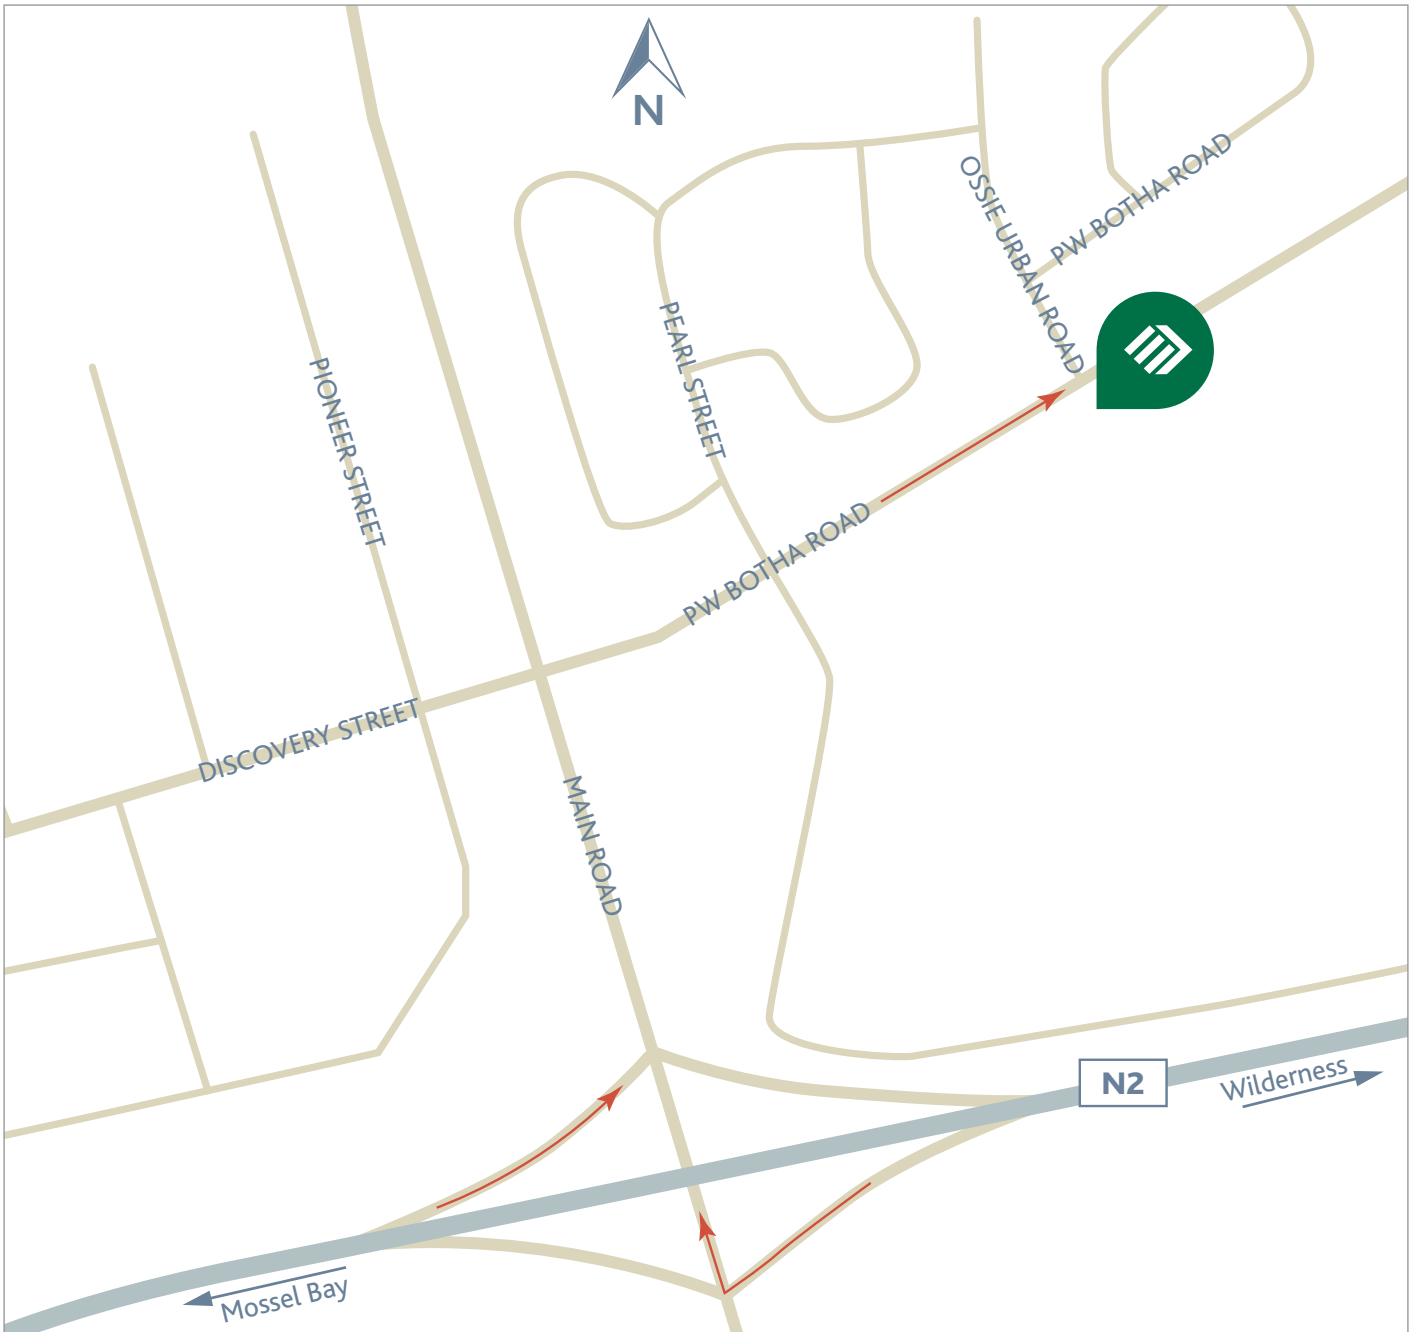 N
OSSIE URBAN ROAD
PW BOTHA ROAD
PEARL STREET
PIONEER STREET
PW BOTHA ROAD
DISCOVERY STREET
MAIN ROAD
N2
Wilderness
Mossel Bay